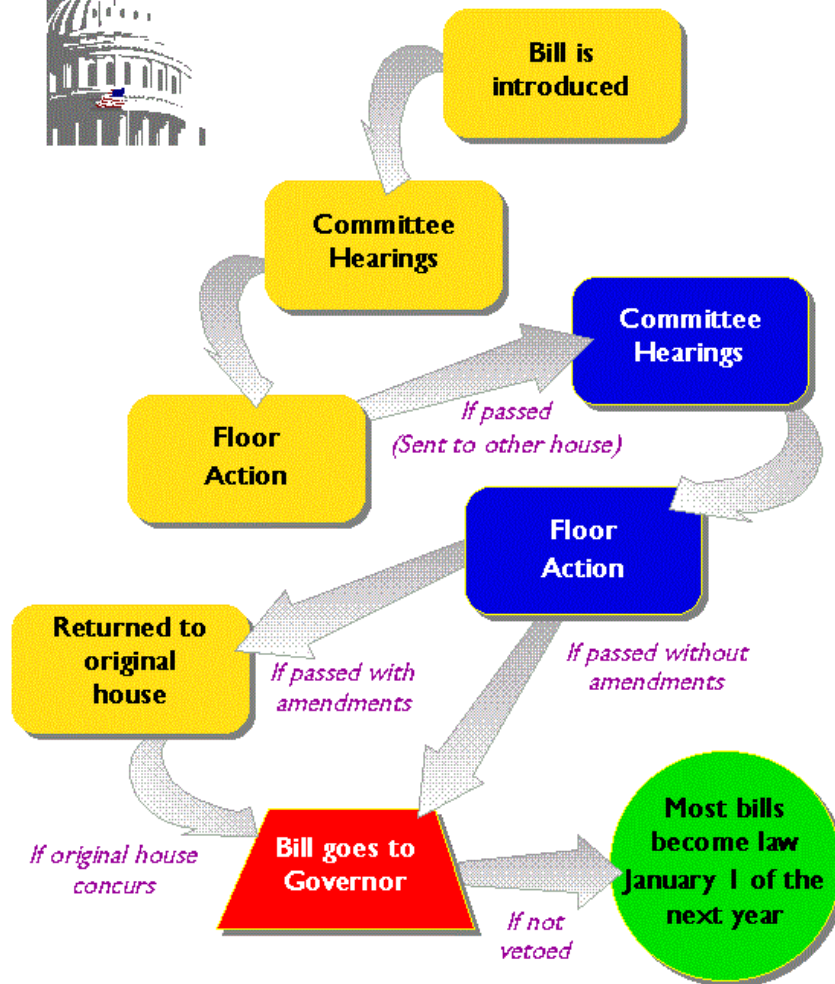 Bill is
introduced
Committee
Hearings
Committee
Hearings
Floor
Action
If passed
(Sent to other house)
Floor
Action
Returned to
original
house
If passed with
amendments
If passed without
amendments
If original house
concurs
Bill goes to
Governor
If not
vetoed
Most bills
become law
January 1 of the
next year